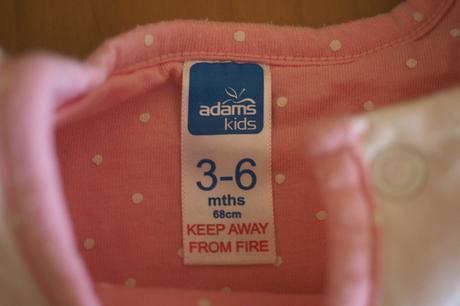 adams
kids
3-6
mths
68cm
KEEP AWAY
FROM FIRE